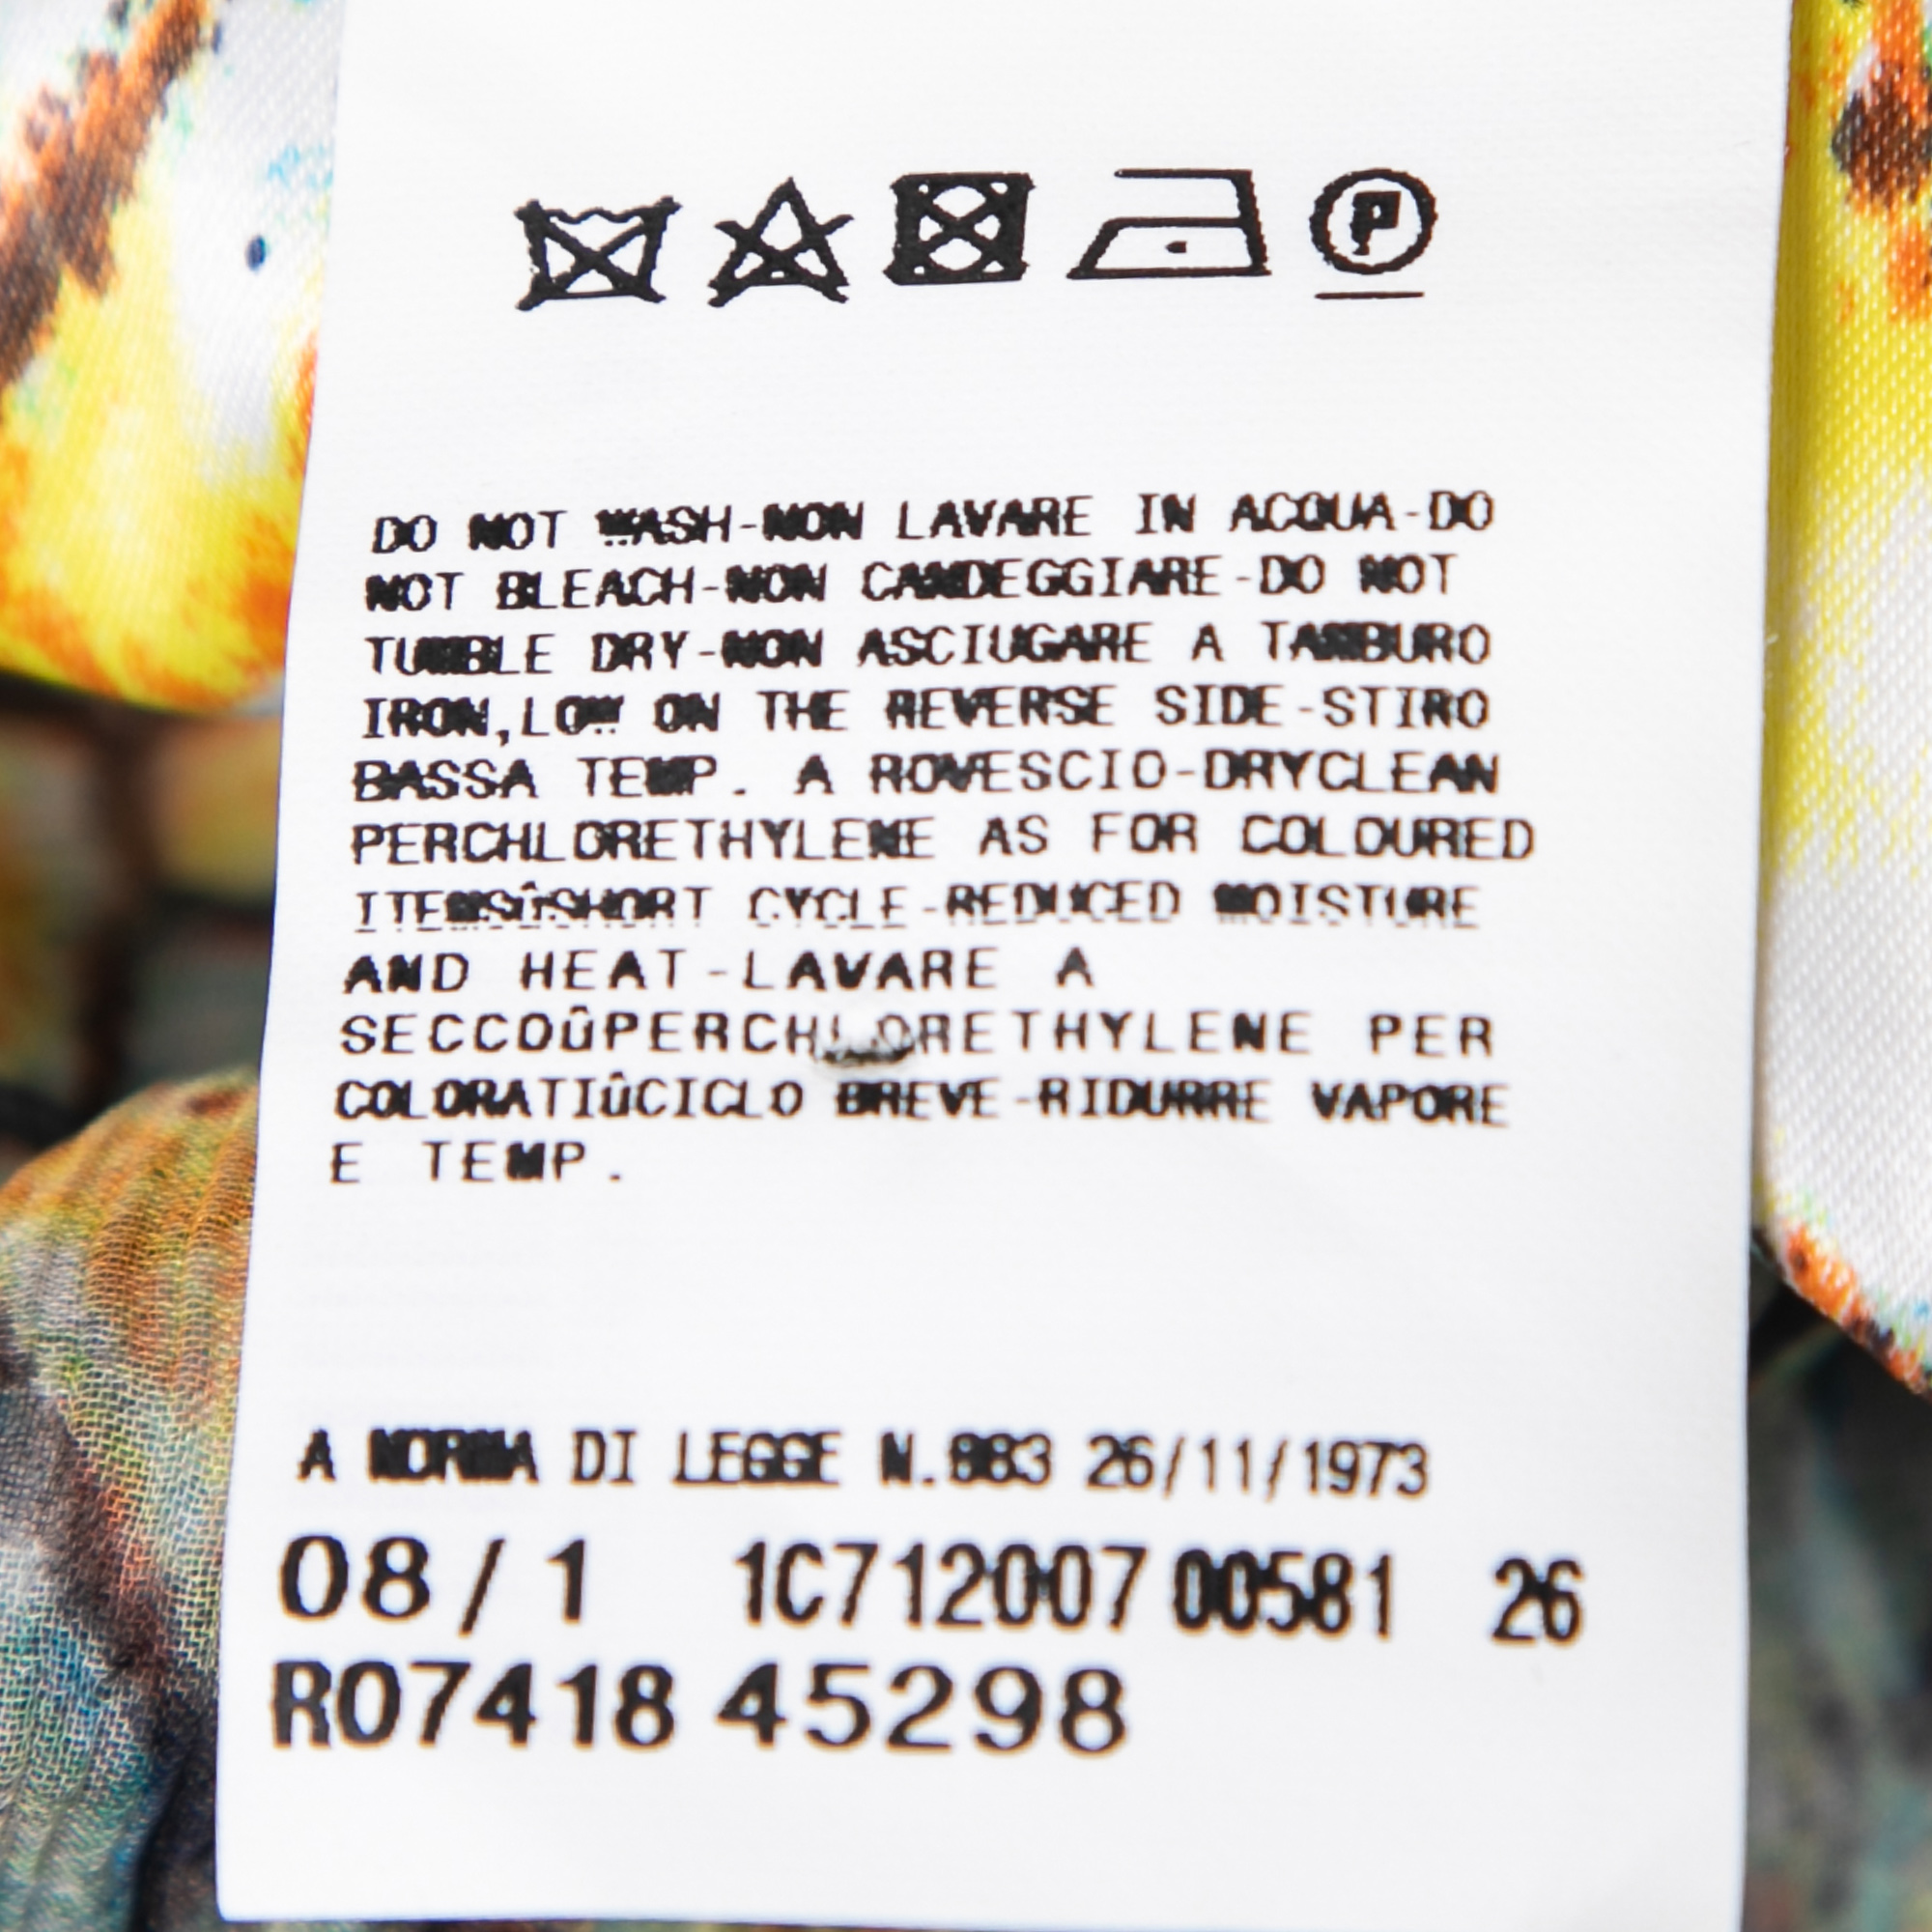 P
DO NOT WASH-NON LAVARE IN ACQUA-DO
NOT BLEACH-NON CANDEGGIARE-DO NOT
TUMBLE DRY-NON ASCIUGARE A TAMBURO
IRON,LOW ON THE REVERSE SIDE-STIRO
BASSA TEMP. A ROVESCIO-DRYCLEAN
PERCHLORETHYLENE AS FOR COLOURED
ITEMSÛSHORT CYCLE-REDUCED MOISTURE
AND HEAT-LAVARE A
SECCOÛPERCHLORETHYLENE PER
COLORATIÛCICLO BREVE-RIDURRE VAPORE
E TEMP.
A NORMA DI LEGGE N.883 26/11/1973
08/1 1C712007 00581 26
R07418 45298